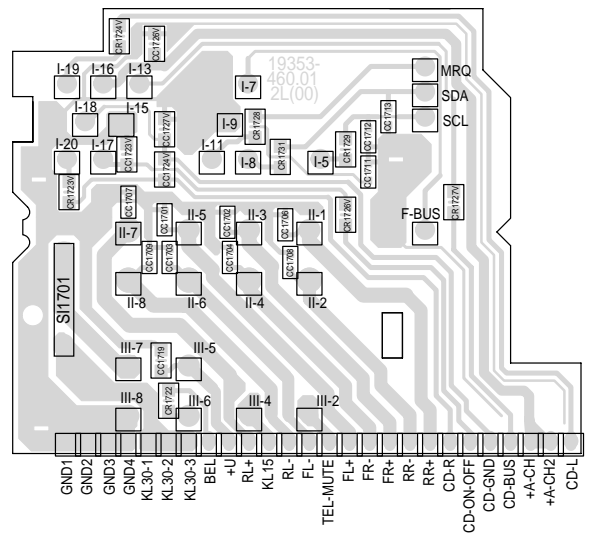 CR1724V
CC1726V
19353-
460.01
2L(00)
I-19
I-16
I-13
I-7
MRQ
SDA
SCL
I-18
I-15
I-9
CC1727V
CR1728
CC1713
CC1712
CR1729
I-20
I-17
CC1723V
CC1724V
I-11
I-8
CR1731
I-5
CC1711
CR1723V
CC1707
CC1701
CC1702
CC1706
CR1726V
CR1727V
F-BUS
II-7
II-5
II-3
II-1
CC1709
CC1703
CC1704
CC1708
SI1701
II-8
II-6
II-4
II-2
III-7
CC1719
III-5
CR1722
III-8
III-6
III-4
III-2
GND1
GND2
GND3
GND4
KL30-1
KL30-2
KL30-3
BEL
+U
RL+
KL15
RL-
FL-
TEL-MUTE
FL+
FR-
FR+
RR-
RR+
CD-R
CD-ON-OFF
CD-GND
CD-BUS
+A-CH
+A-CH2
CD-L